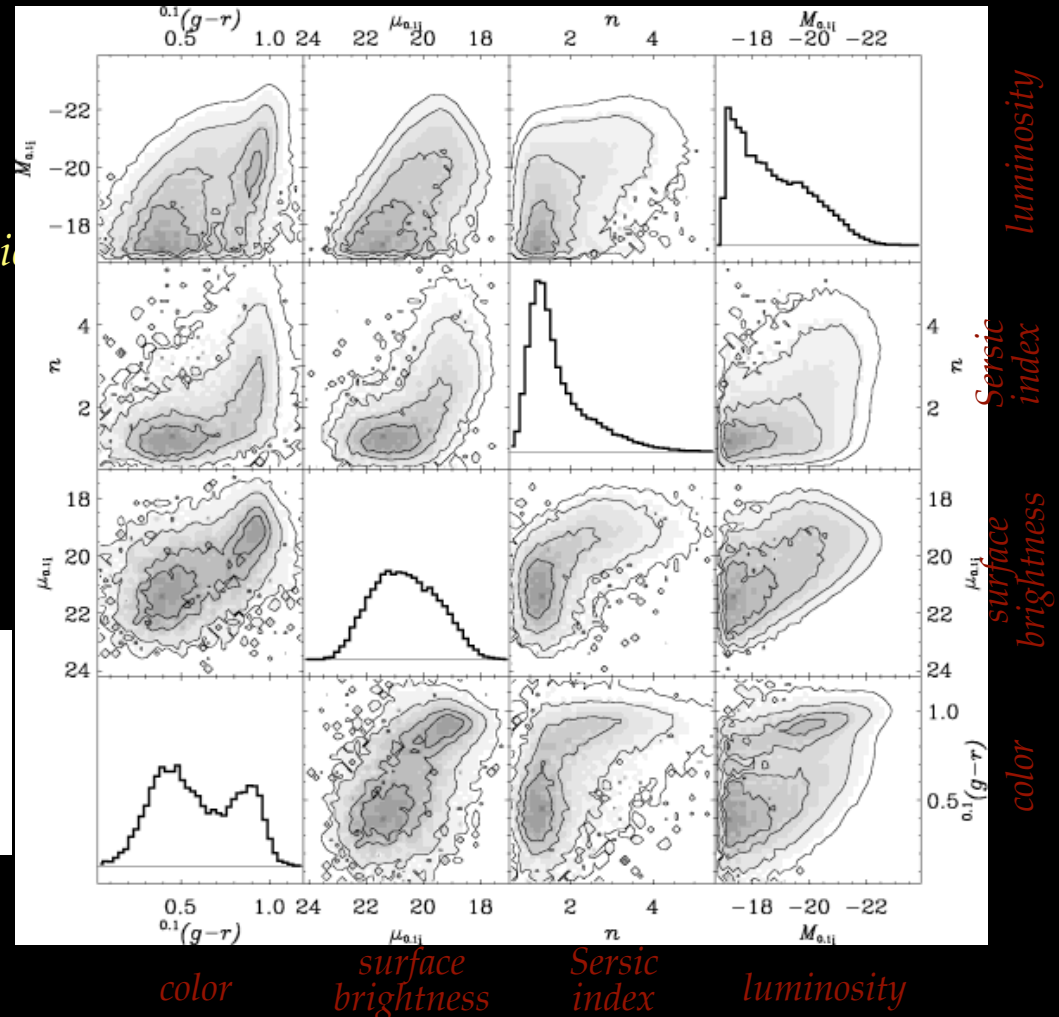 0.1(g−r) μ0.1i n M0.1i
0.5 1.0 24 22 20 18 2 4 −18 −20 −22
M0.1i
−22
−20
−18
luminosity
n
4
2
4
2
n
Sersic
index
μ0.1i
18
20
22
24
18
20
22
24
μ0.1i
surface
brightness
1.0
0.5
0.1(g−r)
color
0.5 1.0 24 22 20 18 2 4 −18 −20 −22
0.1(g−r) μ0.1i n M0.1i
color
surface
brightness
Sersic
index
luminosity